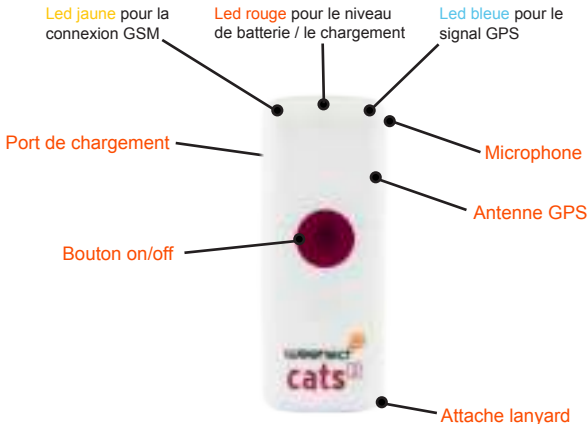 Led jaune pour la
connexion GSM
Led rouge pour le niveau
de batterie / le chargement
Led bleue pour le
signal GPS
Port de chargement
Microphone
Antenne GPS
Bouton on/off
weenect
cats
Attache lanyard